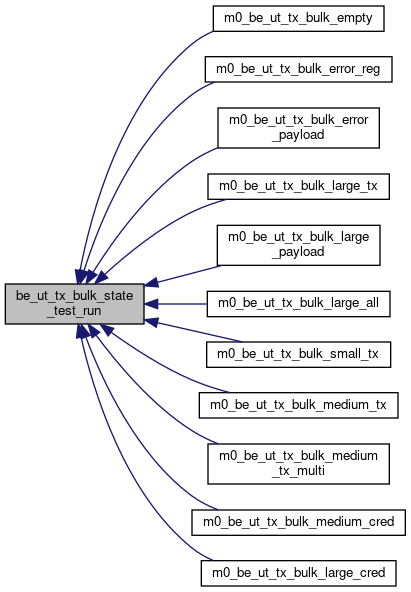 m0_be_ut_tx_bulk_empty
m0_be_ut_tx_bulk_error_reg
m0_be_ut_tx_bulk_error
_payload
m0_be_ut_tx_bulk_large_tx
m0_be_ut_tx_bulk_large
_payload
be_ut_tx_bulk_state
_test_run
m0_be_ut_tx_bulk_large_all
m0_be_ut_tx_bulk_small_tx
m0_be_ut_tx_bulk_medium_tx
m0_be_ut_tx_bulk_medium
_tx_multi
m0_be_ut_tx_bulk_medium_cred
m0_be_ut_tx_bulk_large_cred